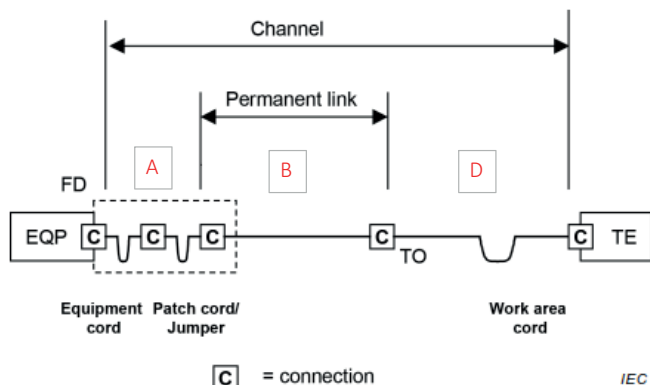 Channel
Permanent link
A B D
FD
EQP C C C C TO C TE
Equipment cord
Patch cord/ Jumper
Work area cord
C = connection
IEC